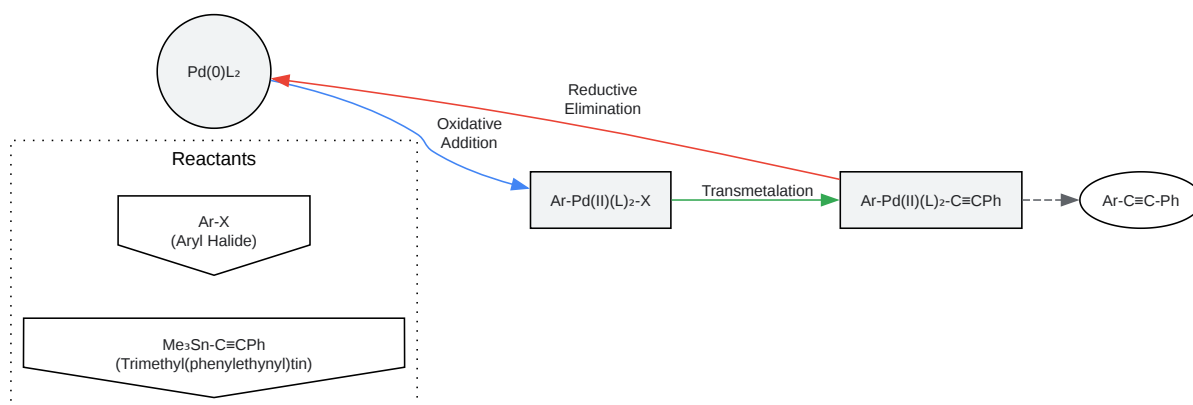 Pd(0)L₂
Reductive
Elimination
Oxidative
Addition
Reactants
Ar-X
(Aryl Halide)
Ar-Pd(II)(L)₂-X
Transmetalation
Ar-Pd(II)(L)₂-C≡CPh
Ar-C≡C-Ph
Me₃Sn-C≡CPh
(Trimethyl(phenylethynyl)tin)